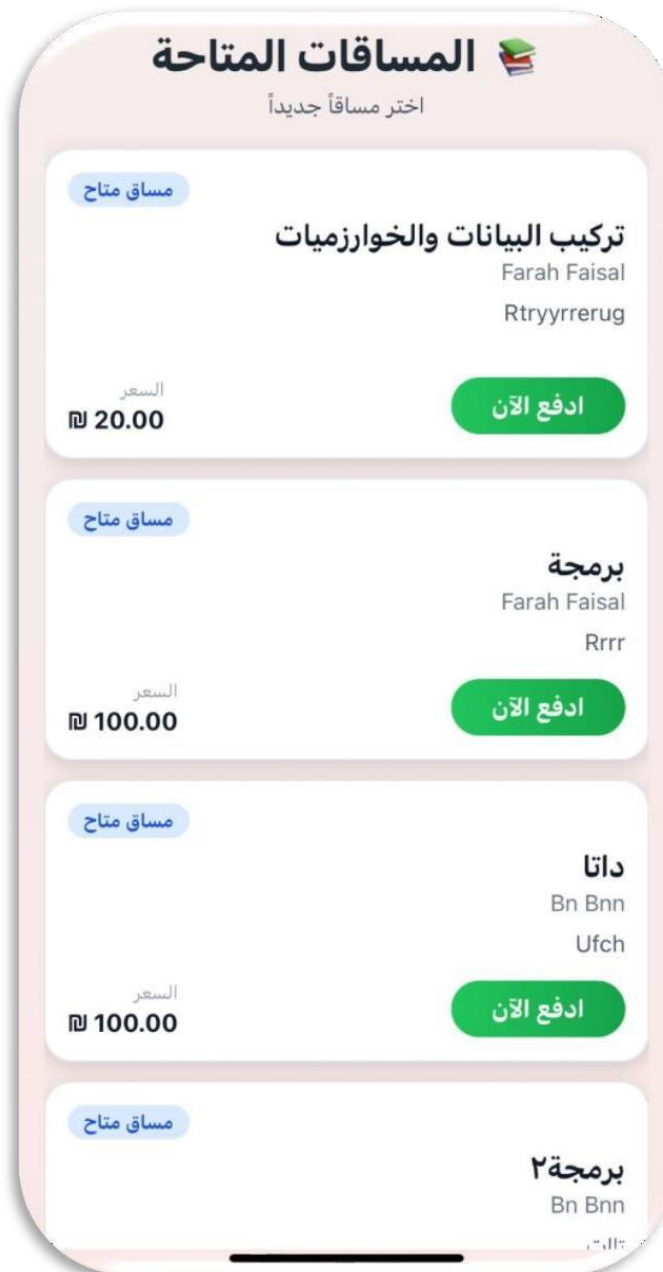 المساقات المتاحة
اختر مساقاً جديداً
مساق متاح
تركيب البيانات والخوارزميات
Farah Faisal
Rtryyrrerug
السعر
₪ 20.00
ادفع الآن
مساق متاح
برمجة
Farah Faisal
Rrrr
السعر
₪ 100.00
ادفع الآن
مساق متاح
داتا
Bn Bnn
Ufch
السعر
₪ 100.00
ادفع الآن
مساق متاح
برمجة٢
Bn Bnn